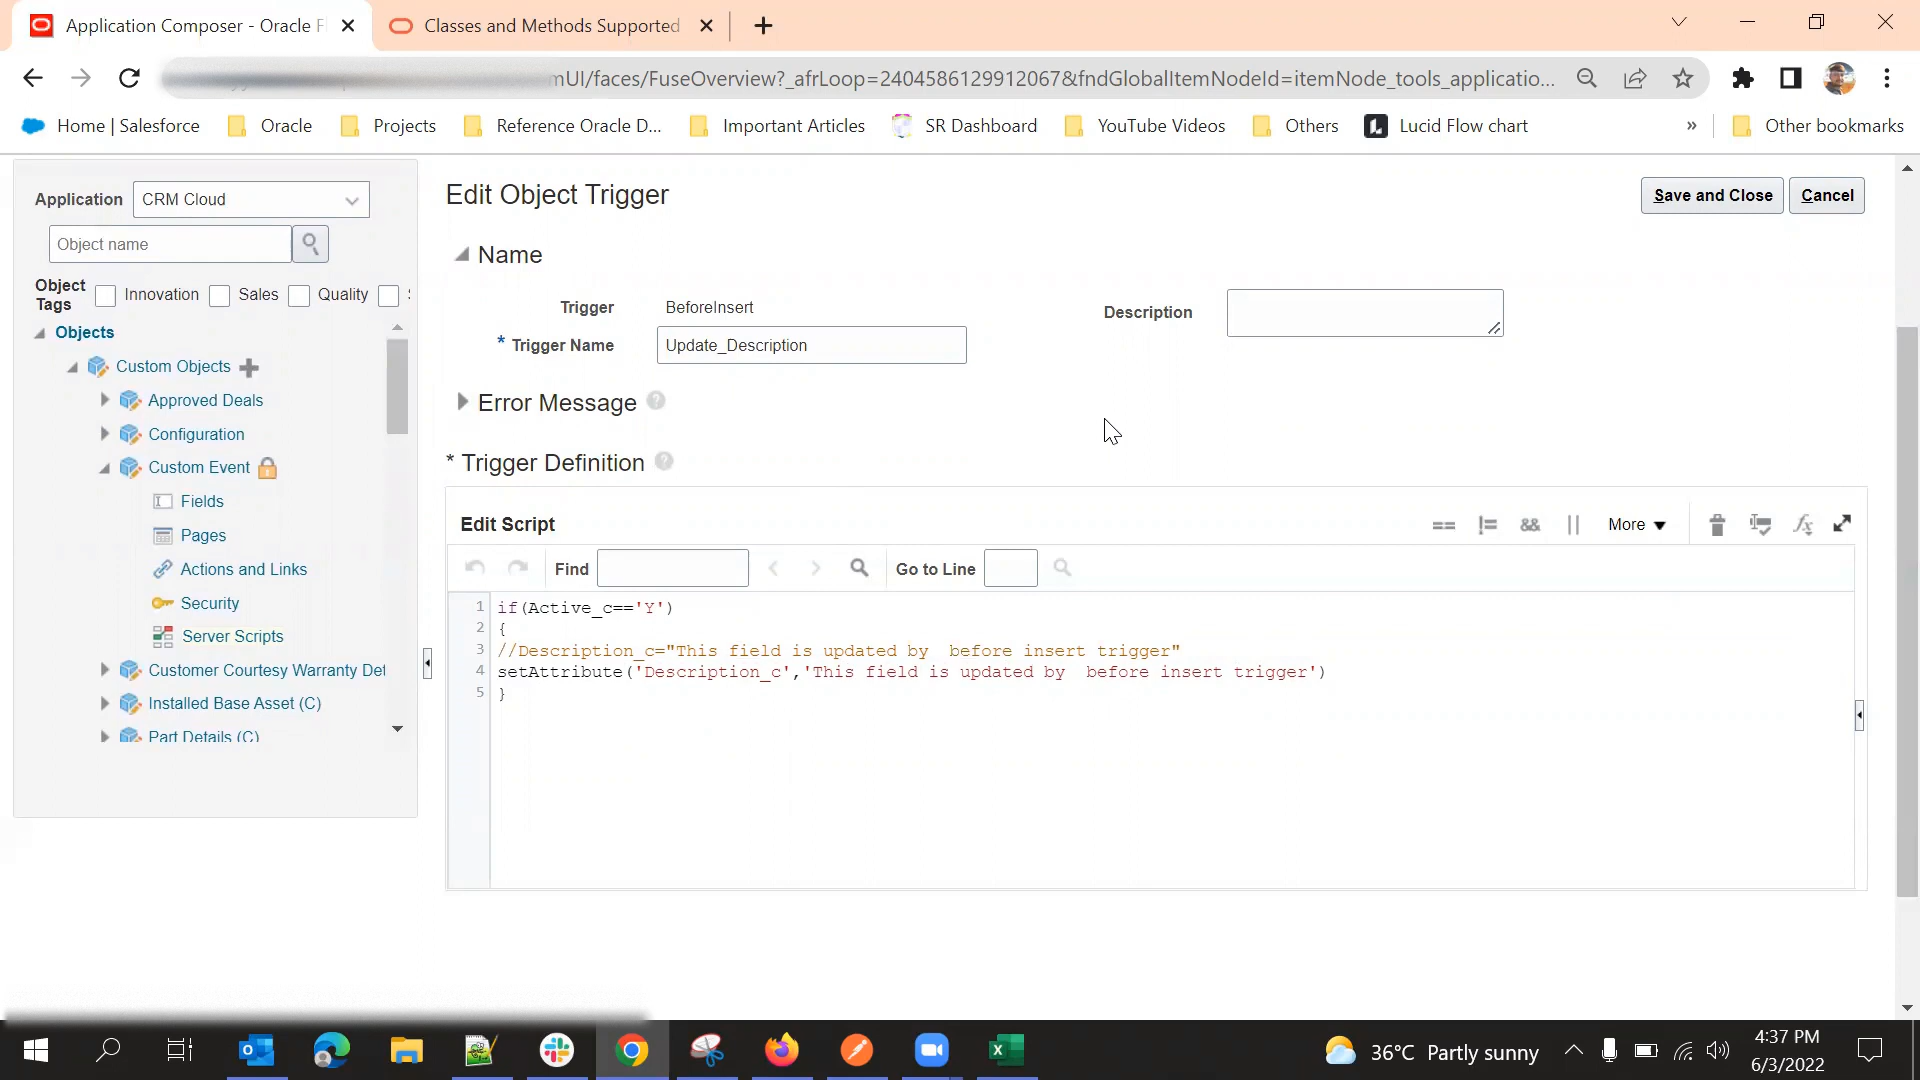 Application Composer - Oracle F
Classes and Methods Supported
mUI/faces/FuseOverview?_afrLoop=2404586129912067&fndGlobalItemNodeId=itemNode_tools_applicatio...
Home | Salesforce
Oracle
Projects
Reference Oracle D...
Important Articles
SR Dashboard
YouTube Videos
Others
Lucid Flow chart
»
Other bookmarks
Application CRM Cloud
Object name
Object Tags
Innovation
Sales
Quality
Objects
Custom Objects
Approved Deals
Configuration
Custom Event
Fields
Pages
Actions and Links
Security
Server Scripts
Customer Courtesy Warranty Det
Installed Base Asset (C)
Part Details (C)
Edit Object Trigger
Save and Close
Cancel
Name
Trigger BeforeInsert
* Trigger Name Update_Description
Description
Error Message
* Trigger Definition
Edit Script
== != && || More
Find
Go to Line
1 if(Active_c=='Y')
2 {
3 //Description_c="This field is updated by  before insert trigger"
4 setAttribute('Description_c','This field is updated by  before insert trigger')
5 }
36°C Partly sunny
4:37 PM
6/3/2022